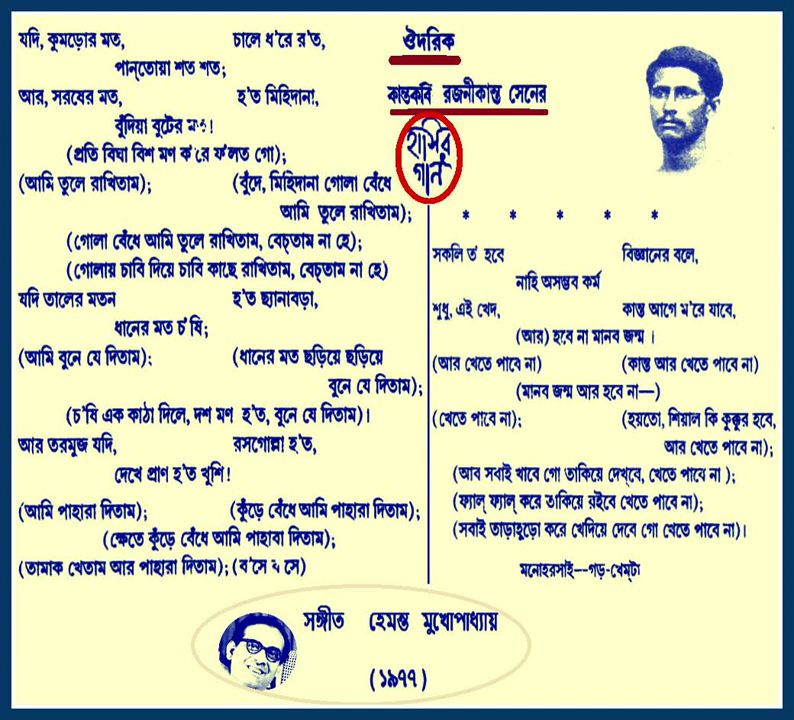 ঔদরিক
কান্তকবি রজনীকান্ত সেনের
হাসির
গান
যদি, কুমড়োর মত, চালে ধ'রে র'ত,
পান্‌তোয়া শত শত;
আর, সরষের মত, হ'ত মিহিদানা,
বুঁদিয়া বুটের মত!
(প্রতি বিঘা বিশ মণ ক'রে ফ'লত গো);
(আমি তুলে রাখিতাম); (বুঁদে, মিহিদানা গোলা বেঁধে
আমি তুলে রাখিতাম);
(গোলা বেঁধে আমি তুলে রাখিতাম, বেচ্‌তাম না হে);
(গোলায় চাবি দিয়ে চাবি কাছে রাখিতাম, বেচ্‌তাম না হে)
যদি তালের মতন হ'ত ছ্যানাবড়া,
ধানের মত চ'ষি;
(আমি বুনে যে দিতাম); (ধানের মত ছড়িয়ে ছড়িয়ে
বুনে যে দিতাম);
(চ'ষি এক কাঠা দিলে, দশ মণ হ'ত, বুনে যে দিতাম)।
আর তরমুজ যদি, রসগোল্লা হ'ত,
দেখে প্রাণ হ'ত খুশি!
(আমি পাহারা দিতাম); (কুঁড়ে বেঁধে আমি পাহারা দিতাম);
(ক্ষেতে কুঁড়ে বেঁধে আমি পাহাবা দিতাম);
(তামাক খেতাম আর পাহারা দিতাম); (ব'সে ব'সে)
* * * * *
সকলি ত' হবে বিজ্ঞানের বলে,
নাহি অসম্ভব কর্ম
শুধু, এই খেদ, কান্ত আগে ম'রে যাবে,
(আর) হবে না মানব জন্ম।
(আর খেতে পাবে না) (কান্ত আর খেতে পাবে না)
(মানব জন্ম আর হবে না—)
(খেতে পাবে না); (হয়তো, শিয়াল কি কুক্কুর হবে,
আর খেতে পাবে না);
(আব সবাই খাবে গো তাকিয়ে দেখ্‌বে, খেতে পাবে না);
(ফ্যাল্ ফ্যাল্ করে তাকিয়ে রইবে খেতে পাবে না);
(সবাই তাড়াহুড়ো করে খেদিয়ে দেবে গো খেতে পাবে না)।
মনোহরসাই--গড়-খেম্‌টা
সঙ্গীত হেমন্ত মুখোপাধ্যায়
(১৯৭৭)